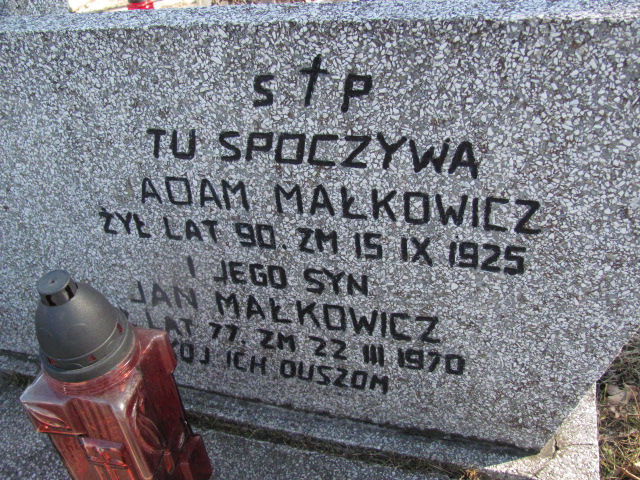 S † P
TU SPOCZYWA
ADAM MAŁKOWICZ
ŻYŁ LAT 90. ZM 15 IX 1925
I JEGO SYN
JAN MAŁKOWICZ
LAT 77. ZM 22 III 1970
ICH DUSZOM